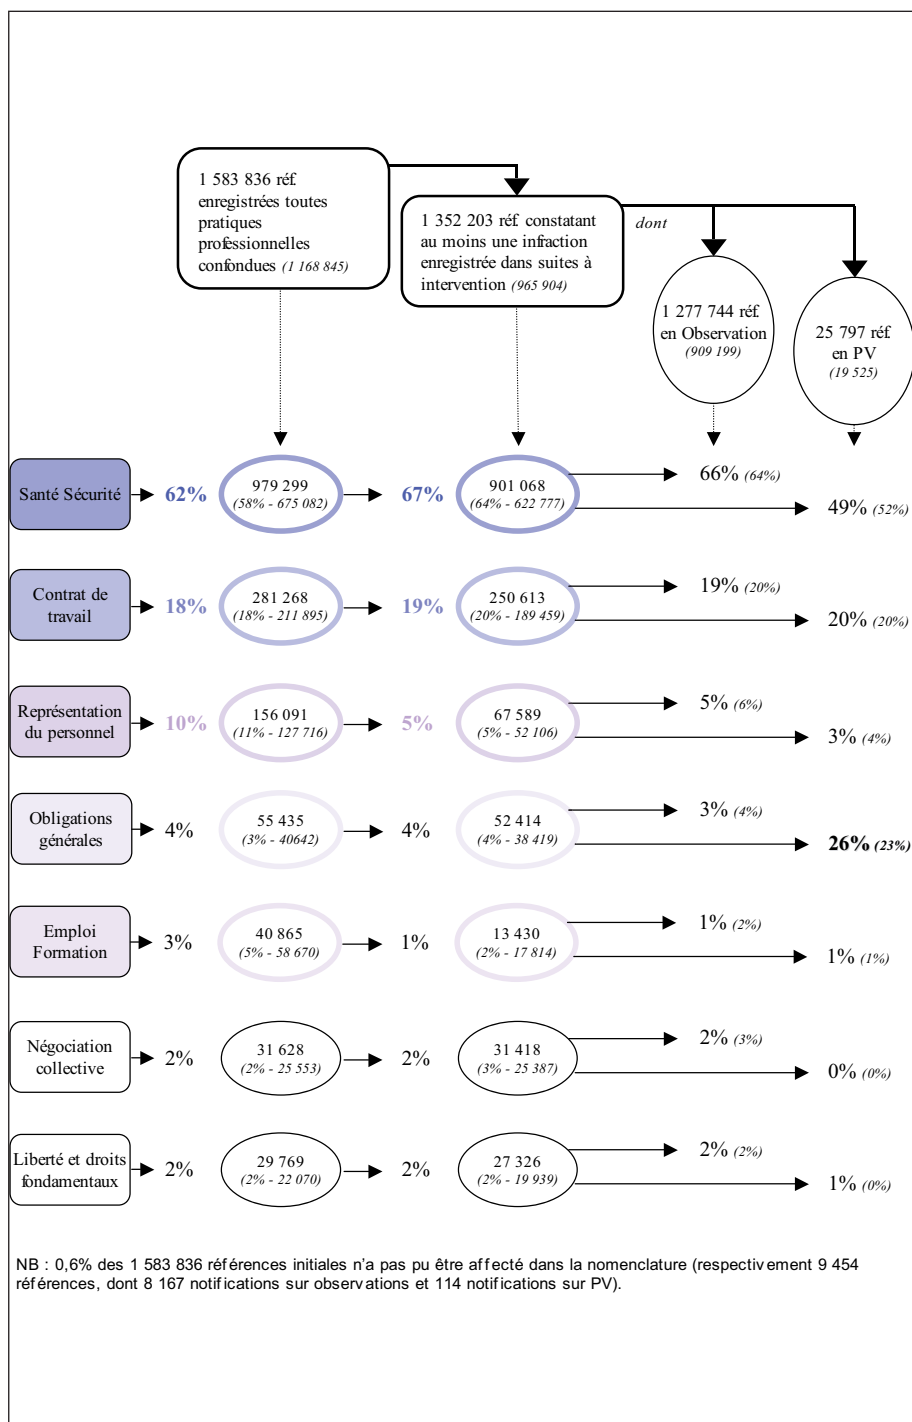 1 583 836 réf.
enregistrées toutes
pratiques
professionnelles
confondues (1 168 845)
1 352 203 réf. constatant
au moins une infraction
enregistrée dans suites à
intervention (965 904)
dont
1 277 744 réf.
en Observation
(909 199)
25 797 réf.
en PV
(19 525)
Santé Sécurité
62%
979 299
(58% - 675 082)
67%
901 068
(64% - 622 777)
66% (64%)
49% (52%)
Contrat de
travail
18%
281 268
(18% - 211 895)
19%
250 613
(20% - 189 459)
19% (20%)
20% (20%)
Représentation
du personnel
10%
156 091
(11% - 127 716)
5%
67 589
(5% - 52 106)
5% (6%)
3% (4%)
Obligations
générales
4%
55 435
(3% - 40642)
4%
52 414
(4% - 38 419)
3% (4%)
26% (23%)
Emploi
Formation
3%
40 865
(5% - 58 670)
1%
13 430
(2% - 17 814)
1% (2%)
1% (1%)
Négociation
collective
2%
31 628
(2% - 25 553)
2%
31 418
(3% - 25 387)
2% (3%)
0% (0%)
Liberté et droits
fondamentaux
2%
29 769
(2% - 22 070)
2%
27 326
(2% - 19 939)
2% (2%)
1% (0%)
NB : 0,6% des 1 583 836 références initiales n'a pas pu être affecté dans la nomenclature (respectivement 9 454
références, dont 8 167 notifications sur observations et 114 notifications sur PV).